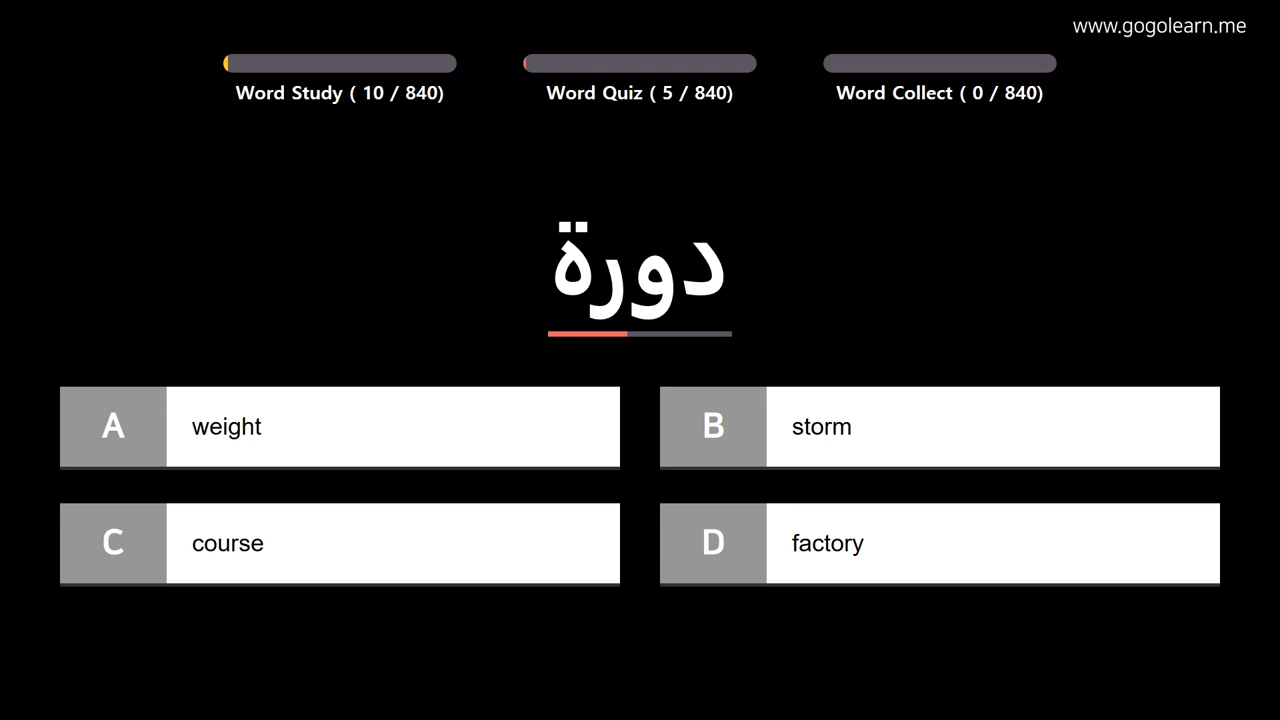 www.gogolearn.me
Word Study ( 10 / 840)
Word Quiz ( 5 / 840)
Word Collect ( 0 / 840)
دورة
A weight
B storm
C course
D factory